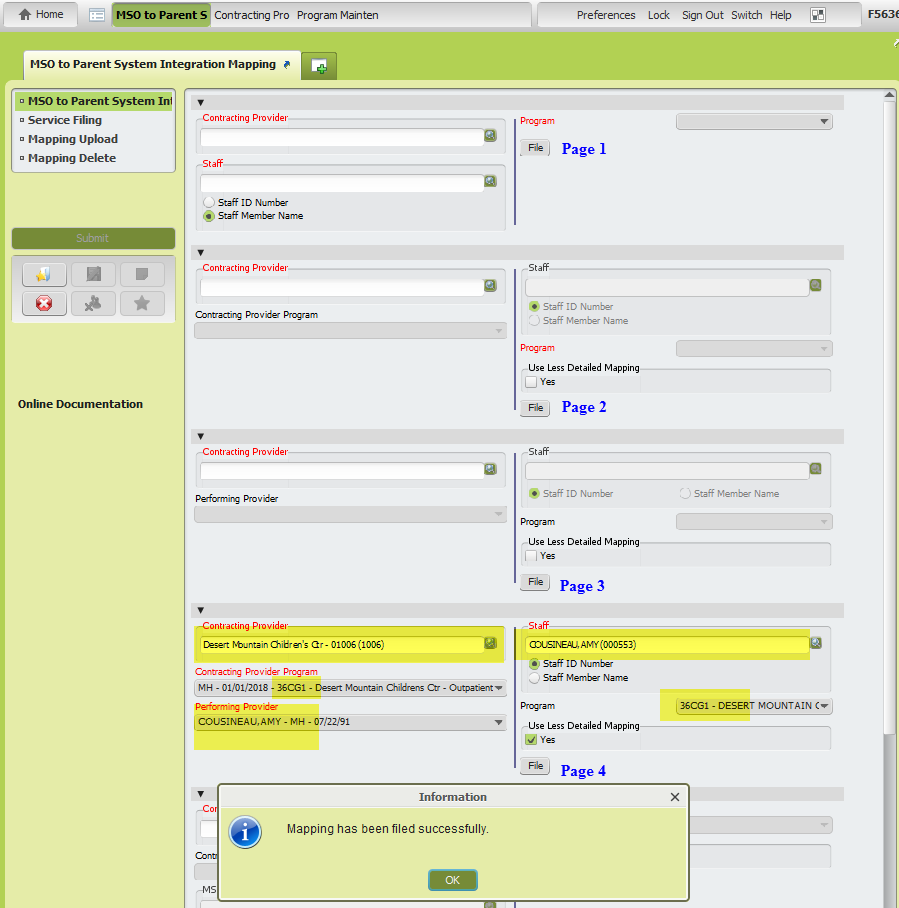 Home
MSO to Parent S
Contracting Pro
Program Mainten
Preferences
Lock
Sign Out
Switch
Help
MSO to Parent System Integration Mapping
MSO to Parent System Int
Service Filing
Mapping Upload
Mapping Delete
Submit
Online Documentation
Contracting Provider
Program
File
Page 1
Staff
Staff ID Number
Staff Member Name
Contracting Provider
Staff
Staff ID Number
Staff Member Name
Contracting Provider Program
Program
Use Less Detailed Mapping
Yes
File
Page 2
Contracting Provider
Staff
Staff ID Number
Staff Member Name
Performing Provider
Program
Use Less Detailed Mapping
Yes
File
Page 3
Contracting Provider
Desert Mountain Children's Ctr - 01006 (1006)
Staff
COUSINEAU,AMY (000553)
Staff ID Number
Staff Member Name
Contracting Provider Program
MH - 01/01/2018 - 36CG1 - Desert Mountain Childrens Ctr - Outpatient
Performing Provider
COUSINEAU,AMY - MH - 07/22/91
Program
36CG1 - DESERT MOUNTAIN C
Use Less Detailed Mapping
Yes
File
Page 4
Information
Mapping has been filed successfully.
OK